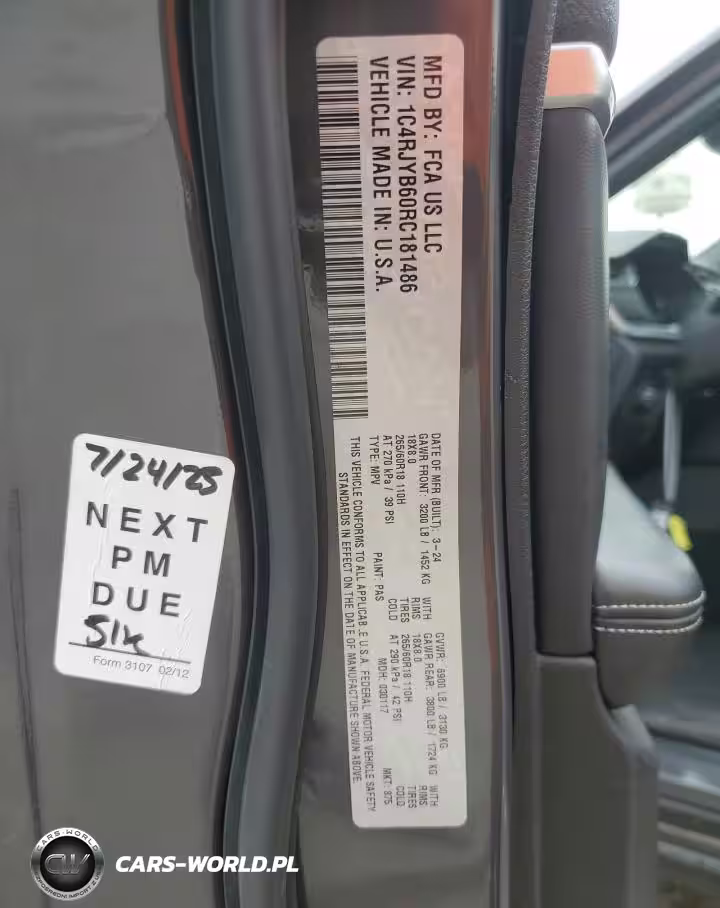 MFD BY: FCA US LLC
VIN: 1C4RJYB60RC181486
VEHICLE MADE IN: U.S.A.
DATE OF MFR (BUILT): 3-24 GVWR: 6900 LB / 3130 KG
GAWR FRONT: 3200 LB / 1452 KG WITH GAWR REAR: 3800 LB / 1724 KG WITH
18X8.0 RIMS 18X8.0 RIMS
265/60R18 110H TIRES 265/60R18 110H TIRES
AT 270 kPa / 39 PSI COLD AT 290 kPa / 42 PSI COLD
TYPE: MPV PAINT: PAS MDH: 030117 MKT: 875
THIS VEHICLE CONFORMS TO ALL APPLICABLE U.S.A. FEDERAL MOTOR VEHICLE SAFETY
STANDARDS IN EFFECT ON THE DATE OF MANUFACTURE SHOWN ABOVE.
7/24/25
NEXT
PM
DUE
51K
Form 3107 02/12
CARS-WORLD
CW
CARS-WORLD.PL